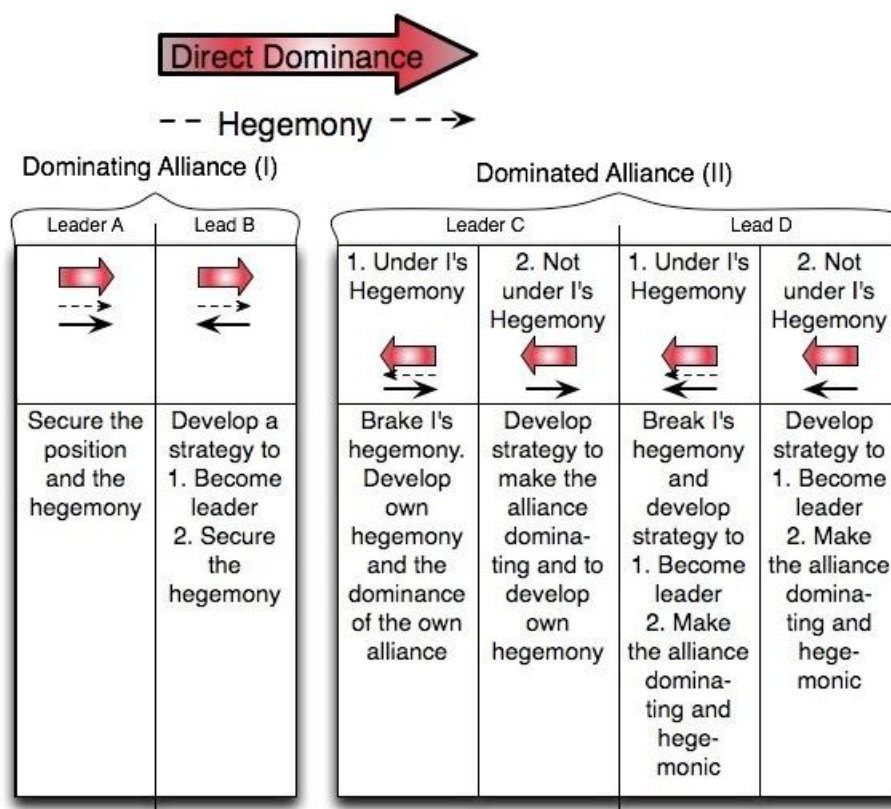 Direct Dominance
Hegemony
Dominating Alliance (I)
Dominated Alliance (II)
Leader A
Lead B
Leader C
Lead D
1. Under I's
Hegemony
2. Not
under I's
Hegemony
1. Under I's
Hegemony
2. Not
under I's
Hegemony
Secure the
position
and the
hegemony
Develop a
strategy to
1. Become
leader
2. Secure
the
hegemony
Brake I's
hegemony.
Develop
own
hegemony
and the
dominance
of the own
alliance
Develop
strategy to
make the
alliance
domina-
ting and to
develop
own
hegemony
Break I's
hegemony
and
develop
strategy to
1. Become
leader
2. Make
the alliance
domina-
ting and
hege-
monic
Develop
strategy to
1. Become
leader
2. Make
the alliance
domina-
ting and
hege-
monic